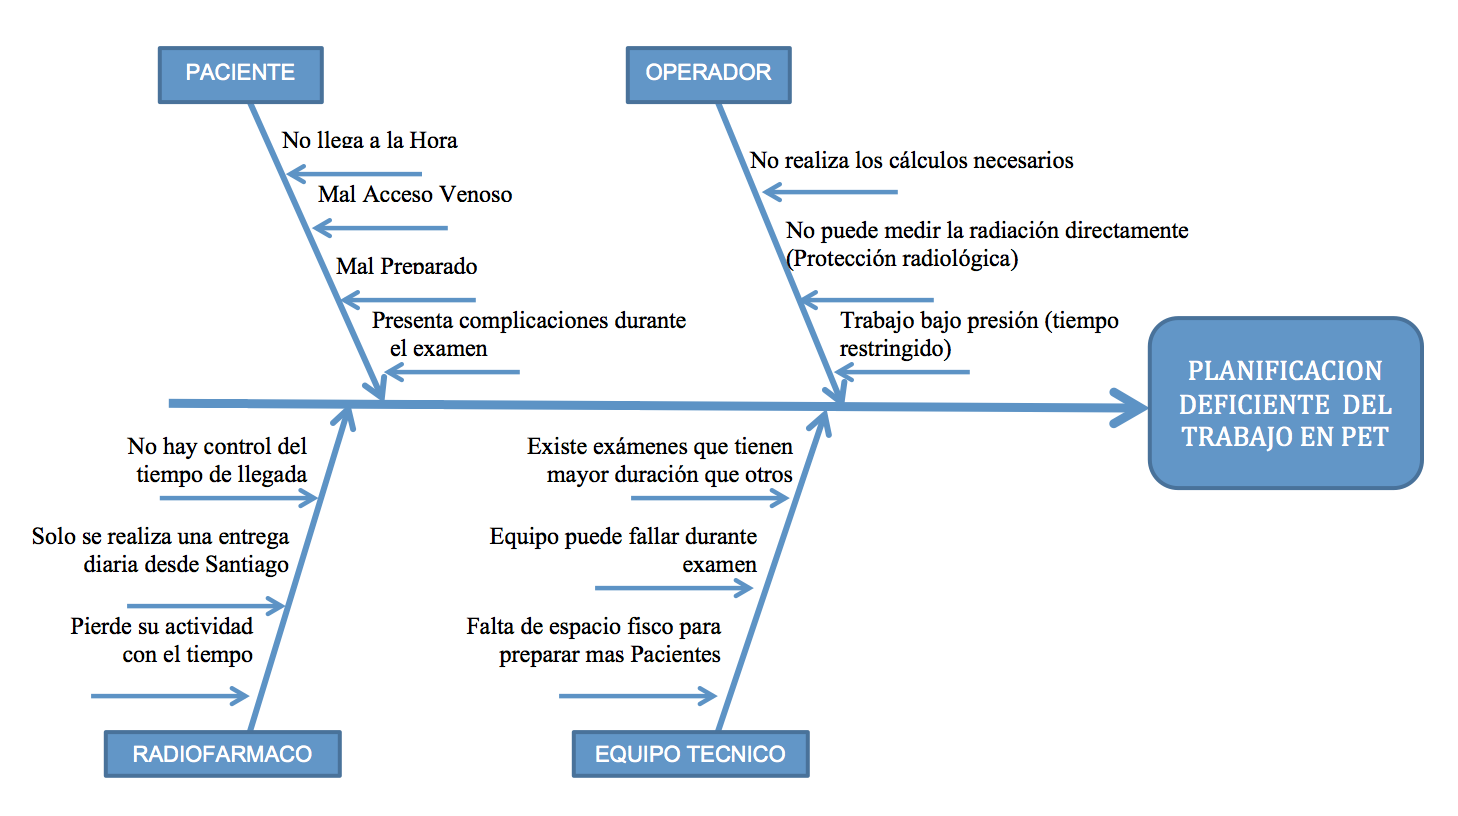 PACIENTE
No llega a la Hora
Mal Acceso Venoso
Mal Preparado
Presenta complicaciones durante
el examen
OPERADOR
No realiza los cálculos necesarios
No puede medir la radiación directamente
(Protección radiológica)
Trabajo bajo presión (tiempo
restringido)
PLANIFICACION
DEFICIENTE DEL
TRABAJO EN PET
No hay control del
tiempo de llegada
Solo se realiza una entrega
diaria desde Santiago
Pierde su actividad
con el tiempo
RADIOFARMACO
Existe exámenes que tienen
mayor duración que otros
Equipo puede fallar durante
examen
Falta de espacio fisco para
preparar mas Pacientes
EQUIPO TECNICO